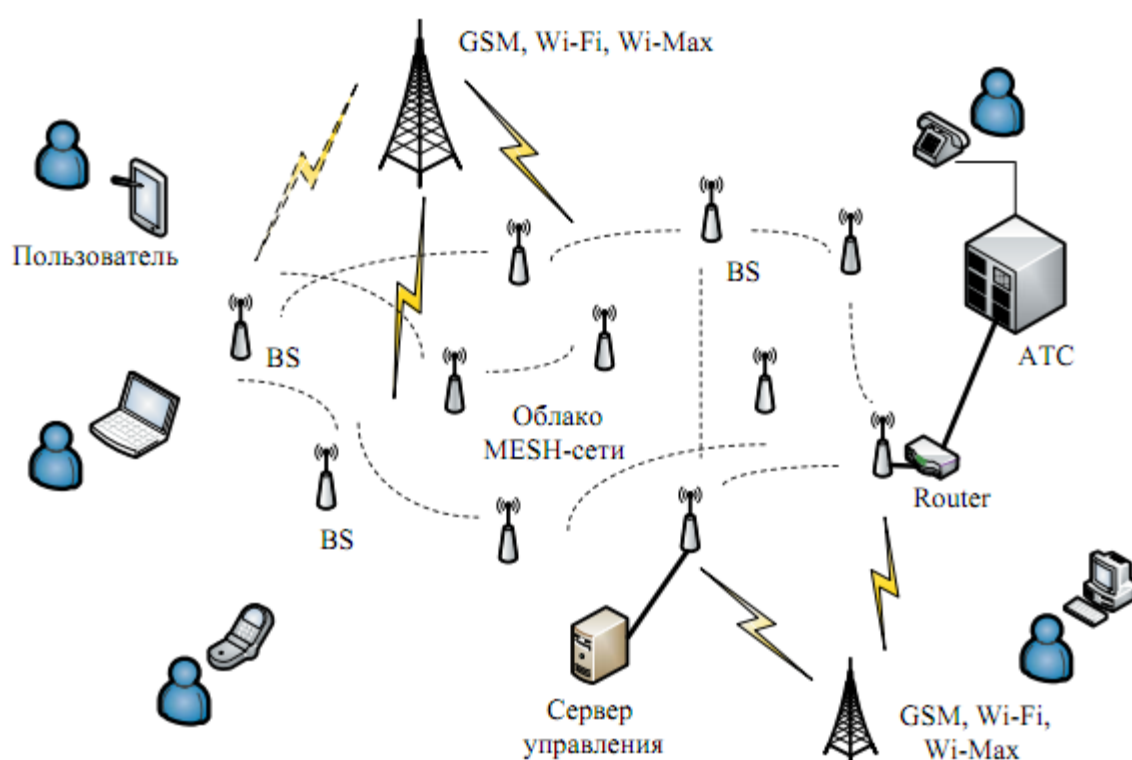 GSM, Wi-Fi, Wi-Max
Пользователь
BS
BS
АТС
Облако
MESH-сети
Router
BS
Сервер
управления
GSM, Wi-Fi,
Wi-Max